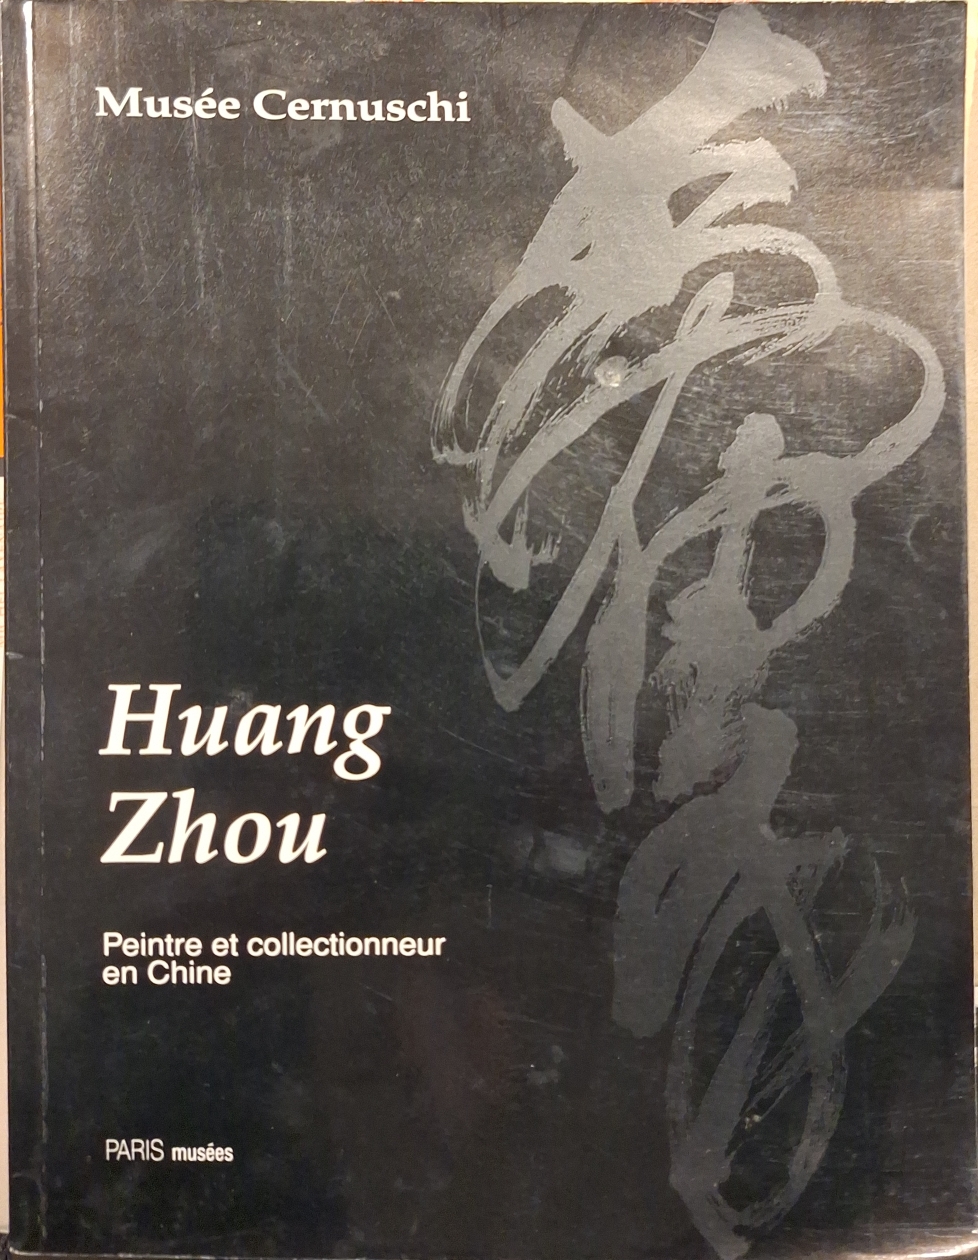 Musée Cernuschi
Huang
Zhou
Peintre et collectionneur
en Chine
PARIS musées